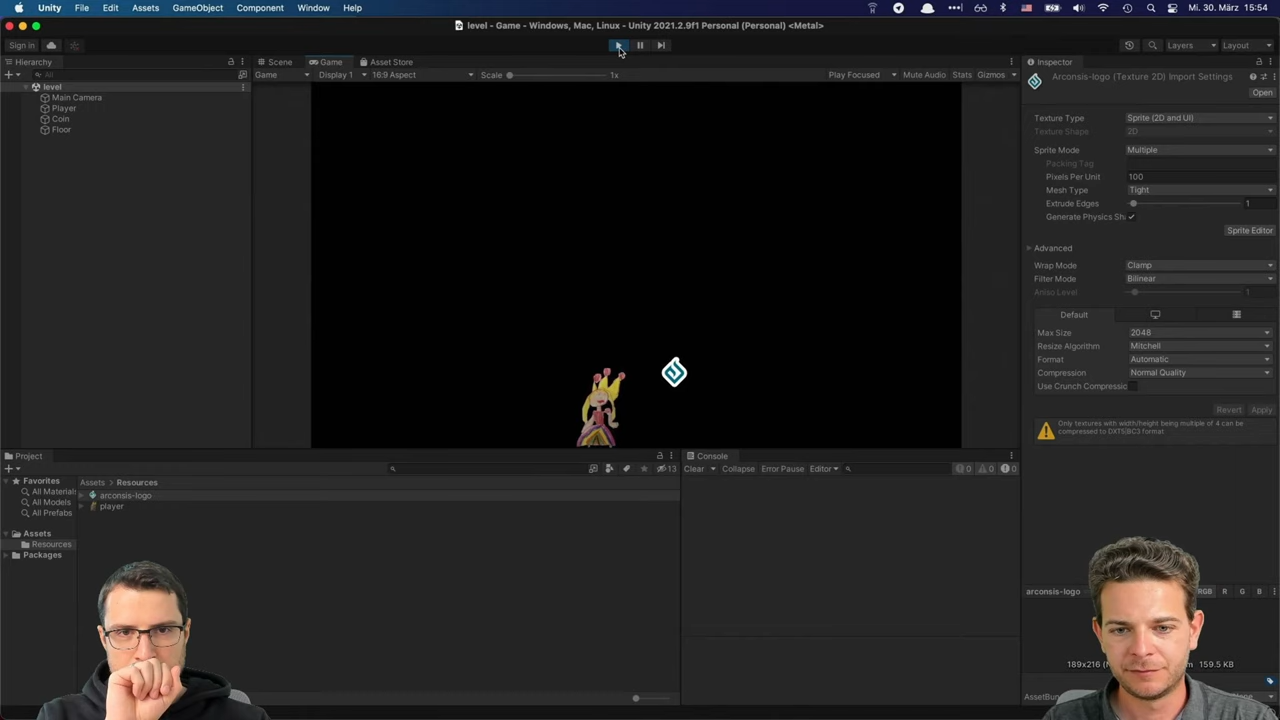 Unity File Edit Assets GameObject Component Window Help Mi. 30. März 15:54
level - Game - Windows, Mac, Linux - Unity 2021.2.9f1 Personal (Personal) <Metal>
Sign in Layers Layout
Hierarchy Scene Game Asset Store Inspector
All Game Display 1 16:9 Aspect Scale 1x Play Focused Mute Audio Stats Gizmos Arconsis-logo (Texture 2D) Import Settings
level Open
Main Camera
Player
Coin
Floor
Texture Type Sprite (2D and UI)
Texture Shape 2D
Sprite Mode Multiple
Packing Tag
Pixels Per Unit 100
Mesh Type Tight
Extrude Edges 1
Generate Physics Sh
Sprite Editor
Advanced
Wrap Mode Clamp
Filter Mode Bilinear
Aniso Level 1
Default
Max Size 2048
Resize Algorithm Mitchell
Format Automatic
Compression Normal Quality
Use Crunch Compressio
Revert Apply
Only textures with width/height being multiple of 4 can be
compressed to DXT5|BC3 format
Project Console
13 Clear Collapse Error Pause Editor 0 0 0
Favorites
All Material
All Models
All Prefabs
Assets
Resources
Packages
Assets Resources
arconsis-logo
player
arconsis-logo RGB R G B
189x216 159.5 KB
AssetBun